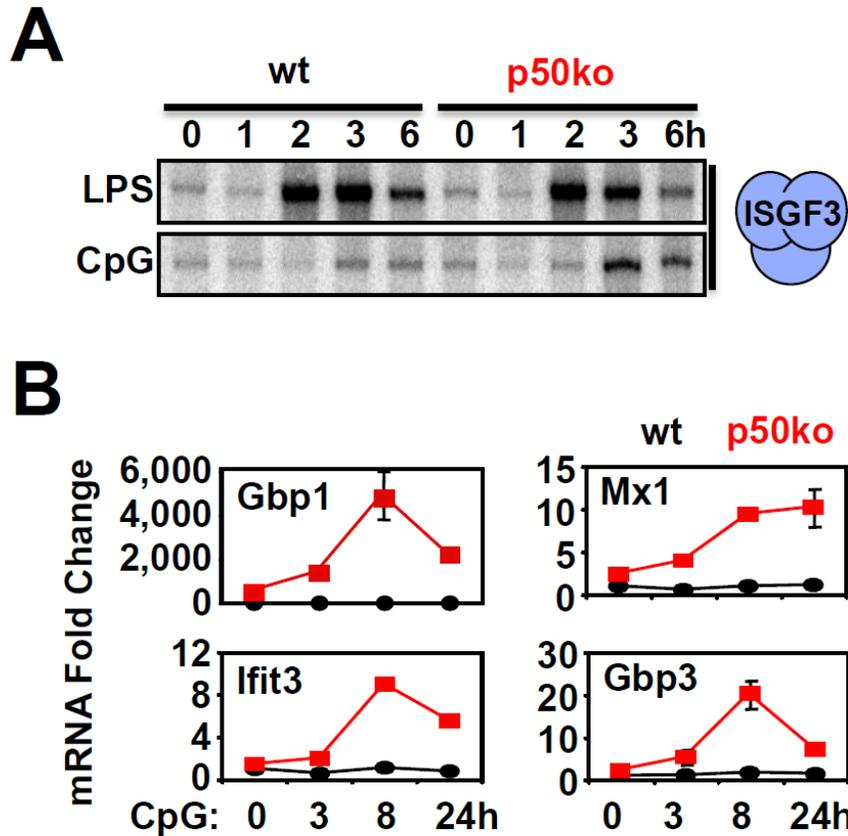 A
wt p50ko
0 1 2 3 6 0 1 2 3 6h
LPS
CpG
ISGF3
B
wt p50ko
mRNA Fold Change
6,000
4,000
2,000
0
Gbp1
15
10
5
0
Mx1
12
8
4
0
Ifit3
30
20
10
0
Gbp3
CpG: 0 3 8 24h 0 3 8 24h